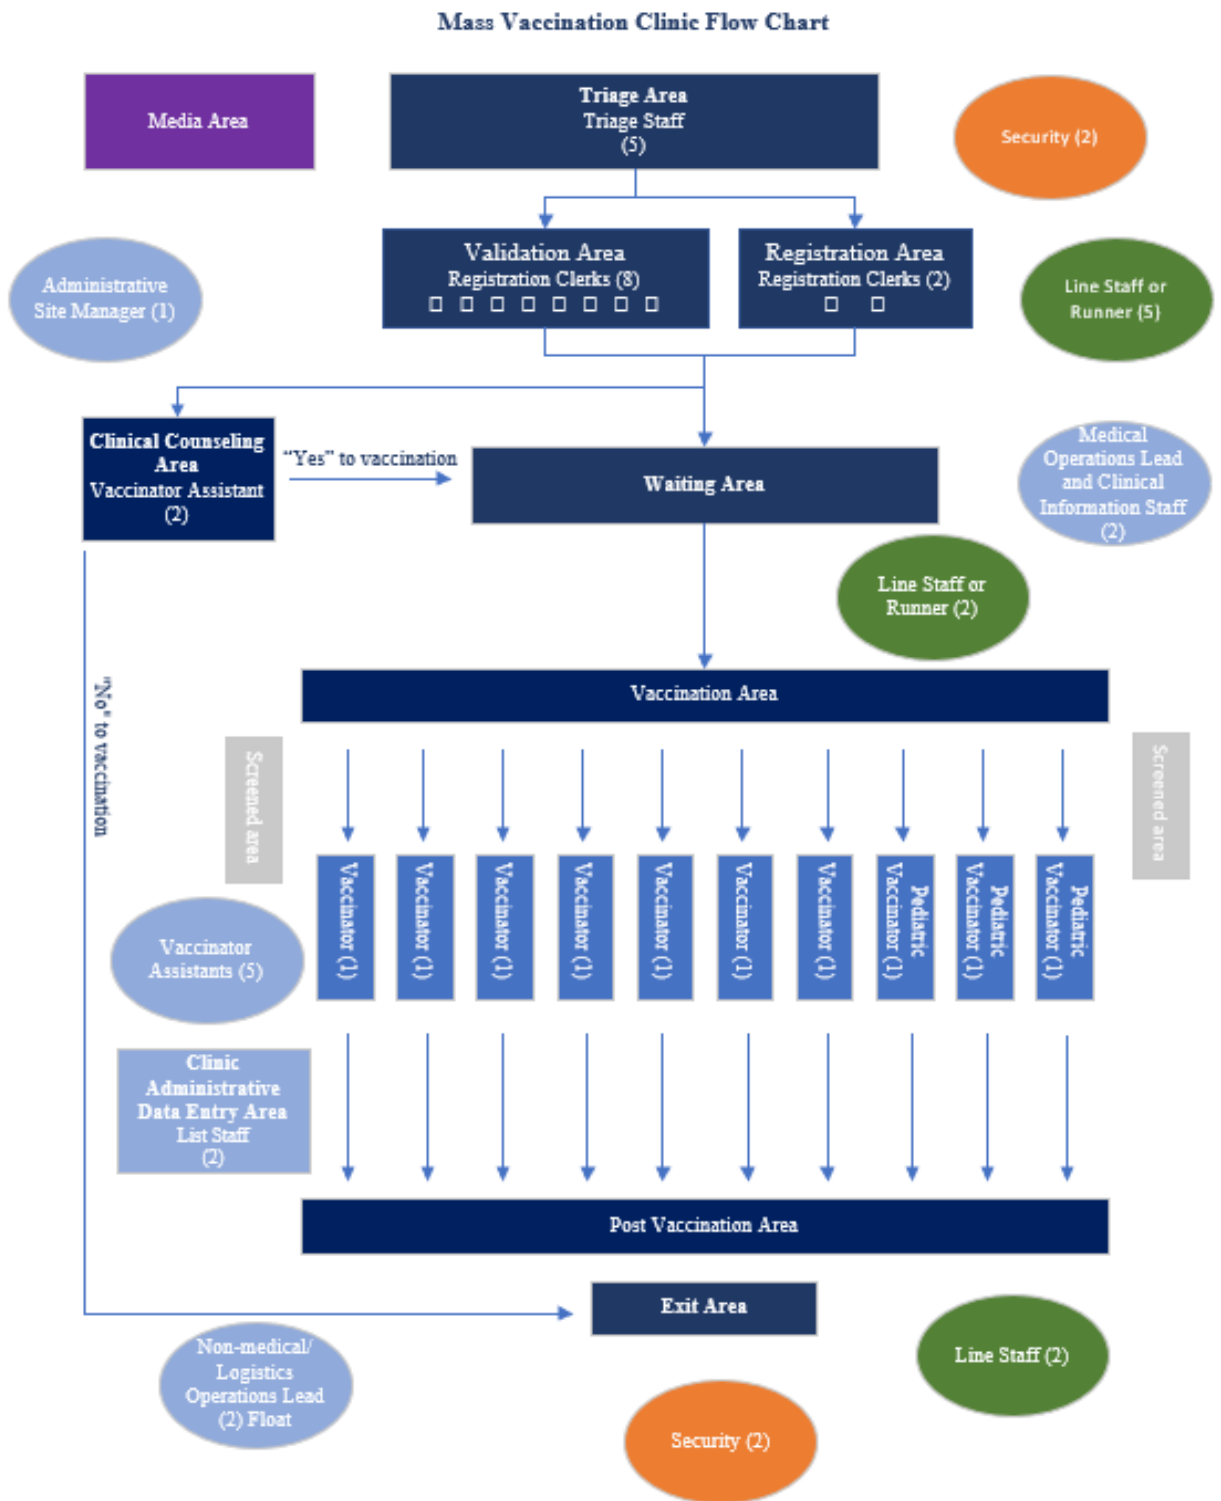 Mass Vaccination Clinic Flow Chart
Media Area
Triage Area
Triage Staff
(5)
Security (2)
Administrative
Site Manager (1)
Validation Area
Registration Clerks (8)
Registration Area
Registration Clerks (2)
Line Staff or
Runner (5)
Clinical Counseling
Area
Vaccinator Assistant
(2)
"Yes" to vaccination
Waiting Area
Medical
Operations Lead
and Clinical
Information Staff
(2)
Line Staff or
Runner (2)
"No" to vaccination
Vaccination Area
Screened area
Screened area
Vaccinator (1)
Vaccinator (1)
Vaccinator (1)
Vaccinator (1)
Vaccinator (1)
Vaccinator (1)
Vaccinator (1)
Pediatric
Vaccinator (1)
Pediatric
Vaccinator (1)
Pediatric
Vaccinator (1)
Vaccinator
Assistants (5)
Clinic
Administrative
Data Entry Area
List Staff
(2)
Post Vaccination Area
Exit Area
Non-medical/
Logistics
Operations Lead
(2) Float
Line Staff (2)
Security (2)